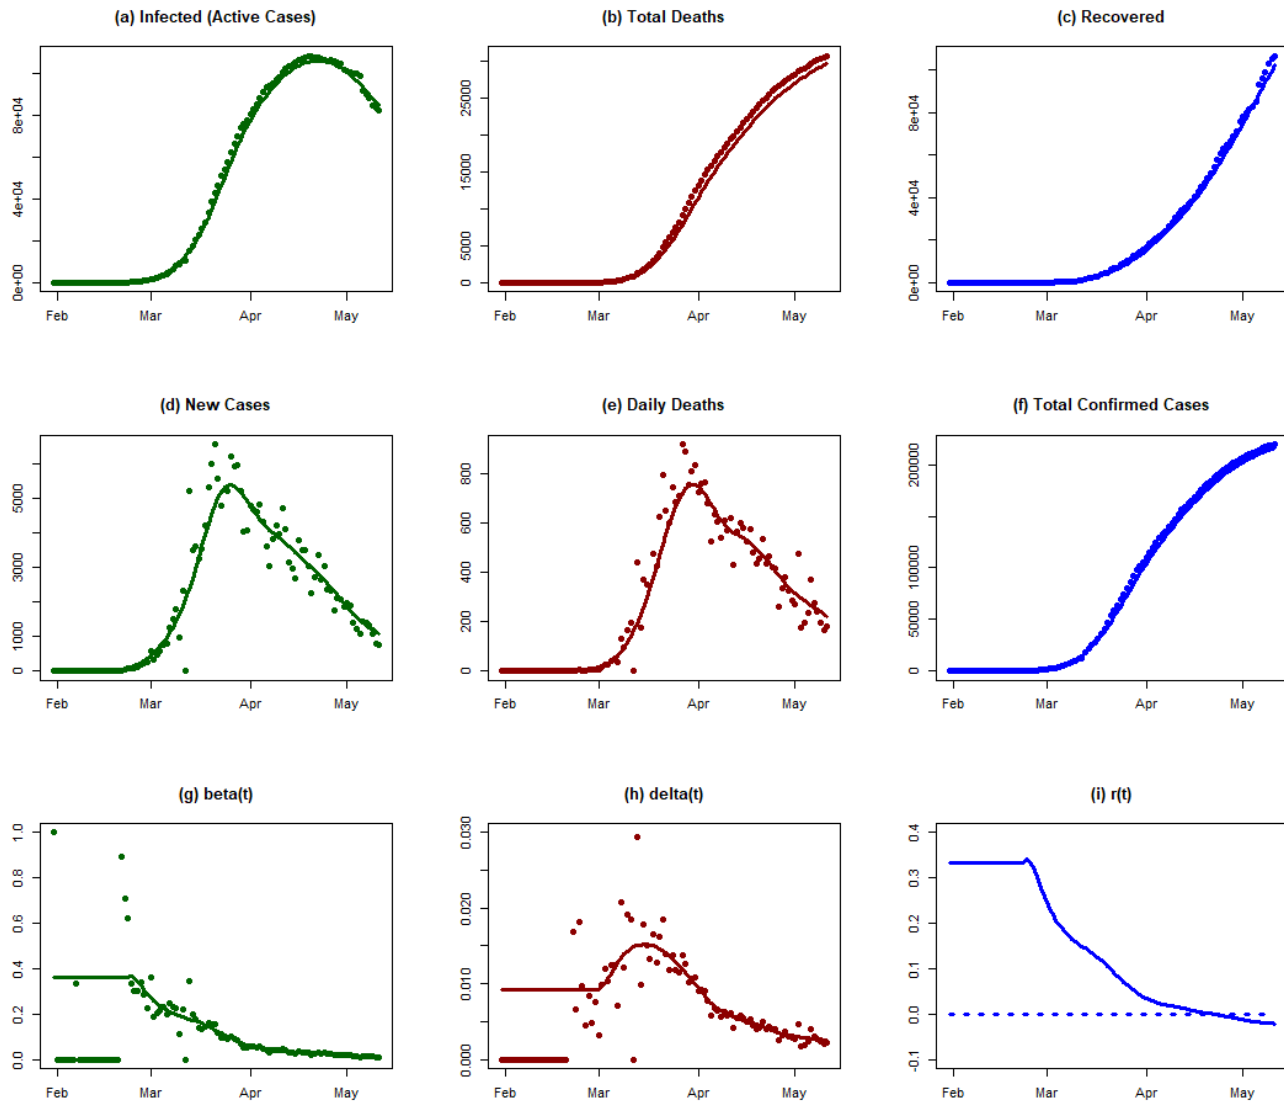 (a) Infected (Active Cases)
0e+00 4e+04 8e+04
Feb Mar Apr May
(b) Total Deaths
0 5000 15000 25000
Feb Mar Apr May
(c) Recovered
0e+00 4e+04 8e+04
Feb Mar Apr May
(d) New Cases
0 1000 3000 5000
Feb Mar Apr May
(e) Daily Deaths
0 200 400 600 800
Feb Mar Apr May
(f) Total Confirmed Cases
0 50000 100000 200000
Feb Mar Apr May
(g) beta(t)
0.0 0.2 0.4 0.6 0.8 1.0
Feb Mar Apr May
(h) delta(t)
0.000 0.010 0.020 0.030
Feb Mar Apr May
(i) r(t)
-0.1 0.0 0.1 0.2 0.3 0.4
Feb Mar Apr May